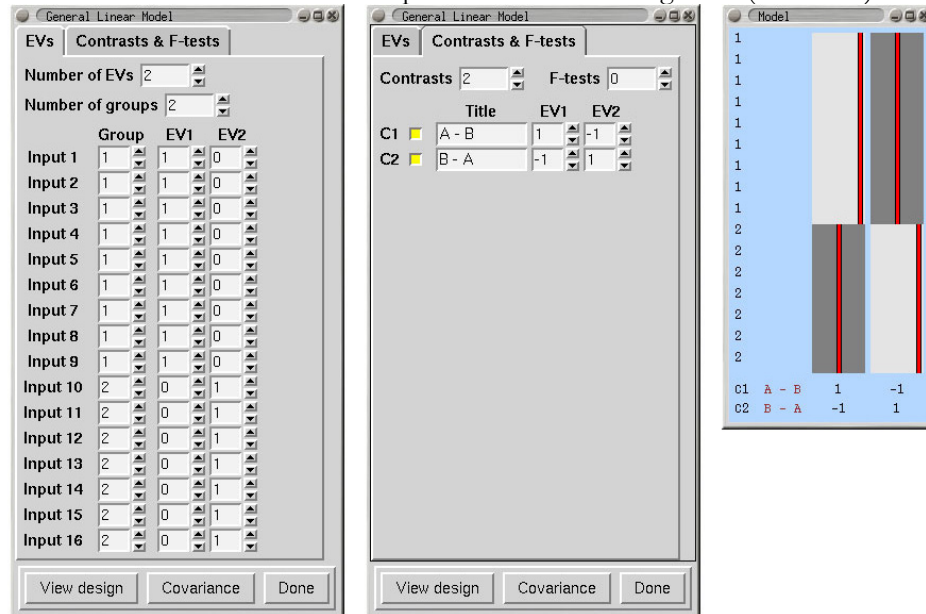 General Linear Model
EVs Contrasts & F-tests
Number of EVs 2
Number of groups 2
Group EV1 EV2
Input 1 1 1 0
Input 2 1 1 0
Input 3 1 1 0
Input 4 1 1 0
Input 5 1 1 0
Input 6 1 1 0
Input 7 1 1 0
Input 8 1 1 0
Input 9 1 1 0
Input 10 2 0 1
Input 11 2 0 1
Input 12 2 0 1
Input 13 2 0 1
Input 14 2 0 1
Input 15 2 0 1
Input 16 2 0 1
View design Covariance Done
General Linear Model
EVs Contrasts & F-tests
Contrasts 2 F-tests 0
Title EV1 EV2
C1 A - B 1 -1
C2 B - A -1 1
View design Covariance Done
Model
1
1
1
1
1
1
1
1
1
2
2
2
2
2
2
2
C1 A - B 1 -1
C2 B - A -1 1